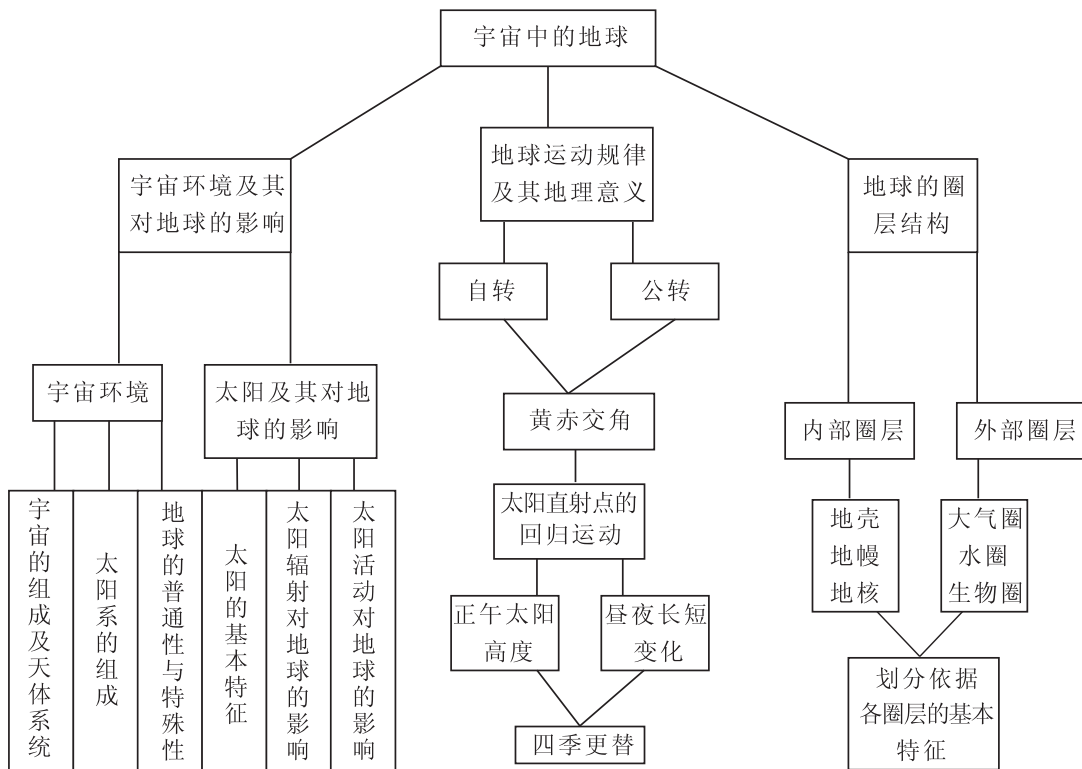 宇宙中的地球
宇宙环境及其
对地球的影响
地球运动规律
及其地理意义
地球的圈
层结构
自转
公转
宇宙环境
太阳及其对地
球的影响
黄赤交角
内部圈层
外部圈层
宇宙的组成及天体系统
太阳系的组成
地球的普通性与特殊性
太阳的基本特征
太阳辐射对地球的影响
太阳活动对地球的影响
太阳直射点的
回归运动
地壳
地幔
地核
大气圈
水圈
生物圈
正午太阳
高度
昼夜长短
变化
划分依据
各圈层的基本
特征
四季更替